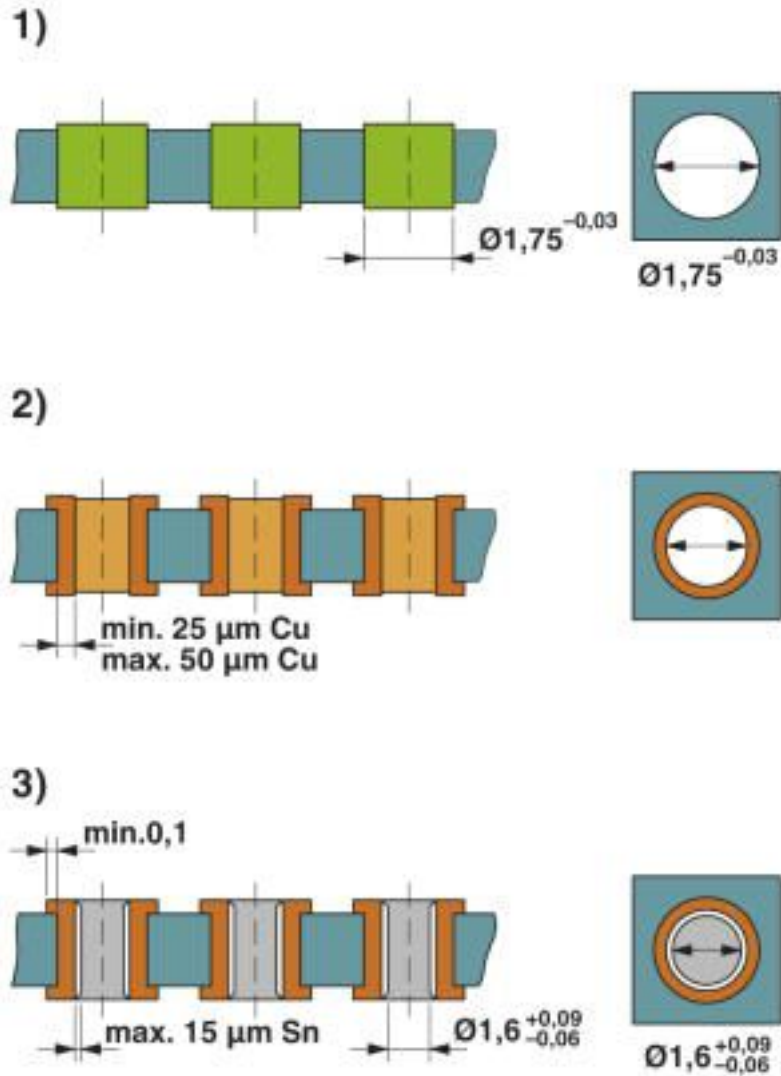 1)
Ø1,75 –0,03
Ø1,75 –0,03
2)
min. 25 µm Cu
max. 50 µm Cu
3)
min.0,1
max. 15 µm Sn
Ø1,6 +0,09 –0,06
Ø1,6 +0,09 –0,06